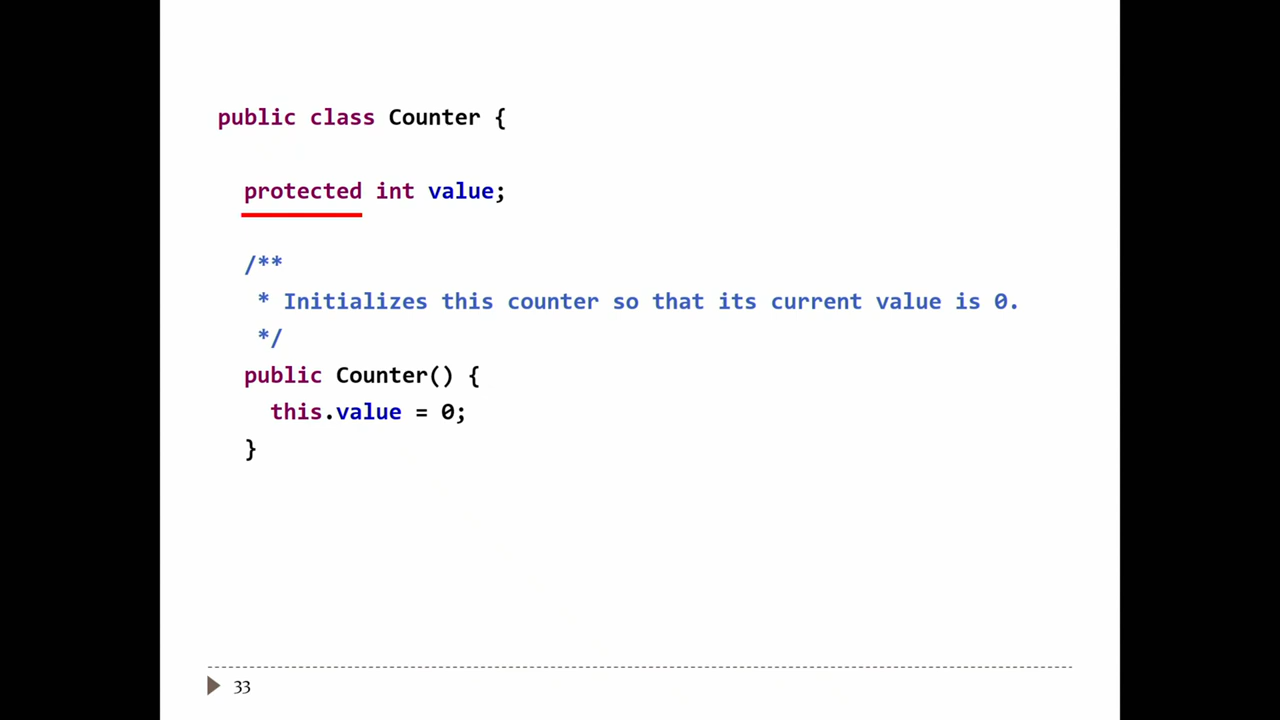 public class Counter {
protected int value;
/**
* Initializes this counter so that its current value is 0.
*/
public Counter() {
this.value = 0;
}
33